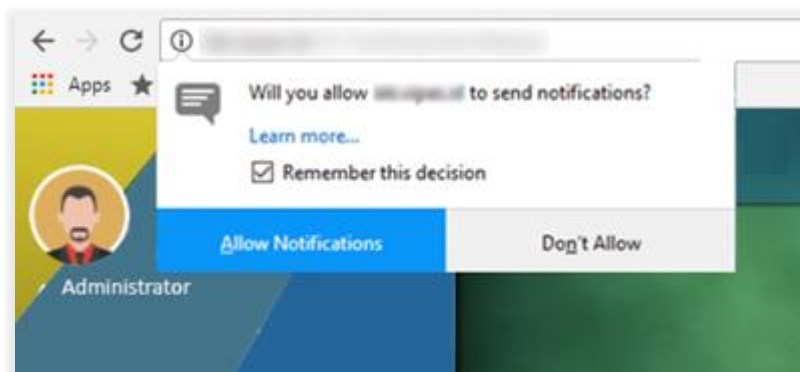 Apps
Will you allow to send notifications?
Learn more...
Remember this decision
Allow Notifications
Don't Allow
Administrator